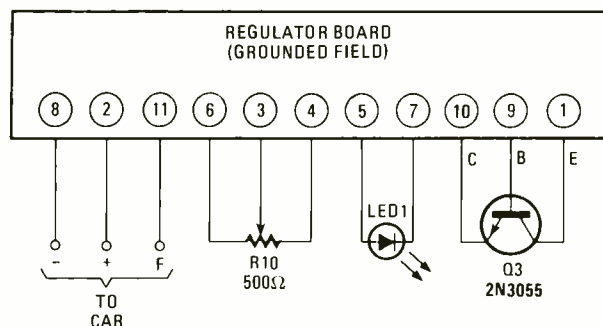 REGULATOR BOARD
(GROUNDED FIELD)
8 2 11 6 3 4 5 7 10 9 1
C B E
LED1
- + F
R10
500Ω
Q3
2N3055
TO
CAR